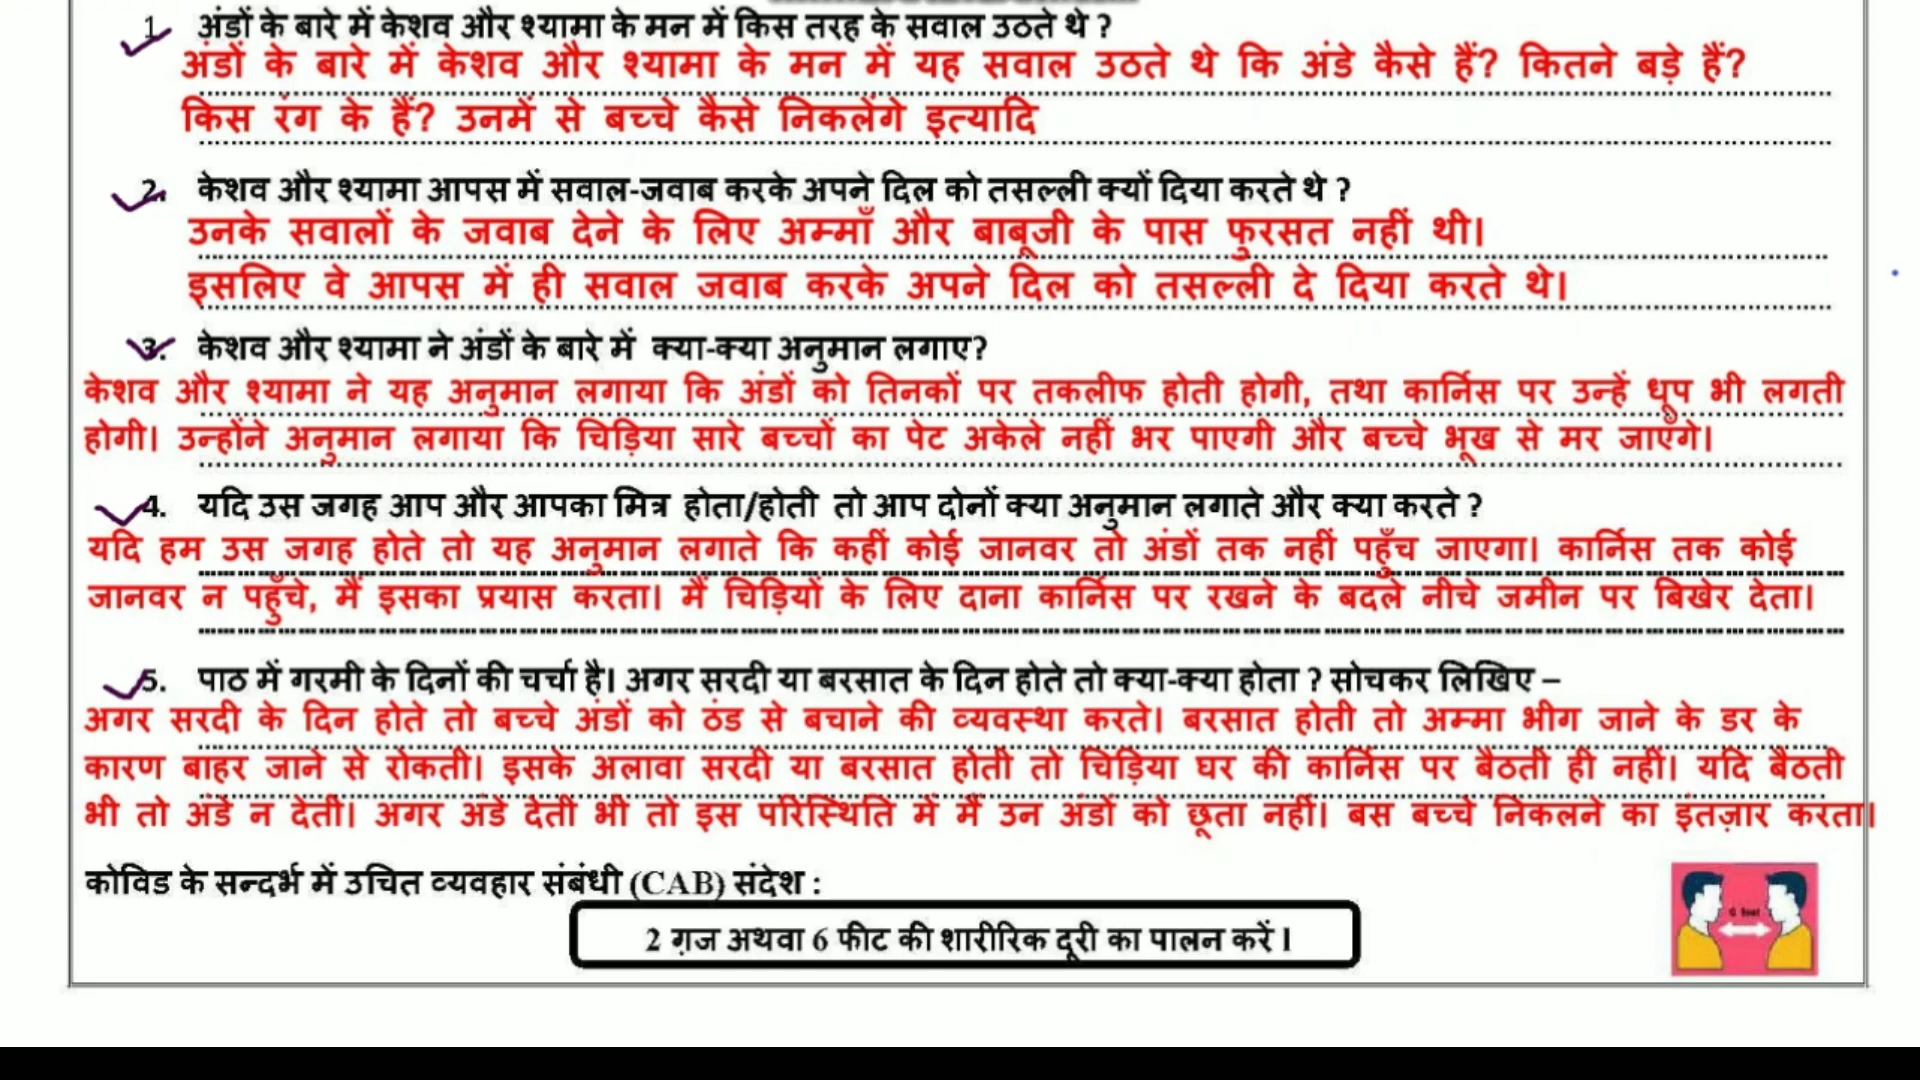 1. अंडों के बारे में केशव और श्यामा के मन में किस तरह के सवाल उठते थे ?
अंडों के बारे में केशव और श्यामा के मन में यह सवाल उठते थे कि अंडे कैसे हैं? कितने बड़े हैं?
किस रंग के हैं? उनमें से बच्चे कैसे निकलेंगे इत्यादि
2. केशव और श्यामा आपस में सवाल-जवाब करके अपने दिल को तसल्ली क्यों दिया करते थे ?
उनके सवालों के जवाब देने के लिए अम्माँ और बाबूजी के पास फुरसत नहीं थी।
इसलिए वे आपस में ही सवाल जवाब करके अपने दिल को तसल्ली दे दिया करते थे।
3. केशव और श्यामा ने अंडों के बारे में क्या-क्या अनुमान लगाए?
केशव और श्यामा ने यह अनुमान लगाया कि अंडों को तिनकों पर तकलीफ होती होगी, तथा कार्निस पर उन्हें धूप भी लगती
होगी। उन्होंने अनुमान लगाया कि चिड़िया सारे बच्चों का पेट अकेले नहीं भर पाएगी और बच्चे भूख से मर जाएँगे।
4. यदि उस जगह आप और आपका मित्र होता/होती तो आप दोनों क्या अनुमान लगाते और क्या करते ?
यदि हम उस जगह होते तो यह अनुमान लगाते कि कहीं कोई जानवर तो अंडों तक नहीं पहुँच जाएगा। कार्निस तक कोई
जानवर न पहुँचे, मैं इसका प्रयास करता। मैं चिड़ियों के लिए दाना कार्निस पर रखने के बदले नीचे जमीन पर बिखेर देता।
5. पाठ में गरमी के दिनों की चर्चा है। अगर सरदी या बरसात के दिन होते तो क्या-क्या होता ? सोचकर लिखिए –
अगर सरदी के दिन होते तो बच्चे अंडों को ठंड से बचाने की व्यवस्था करते। बरसात होती तो अम्मा भीग जाने के डर के
कारण बाहर जाने से रोकती। इसके अलावा सरदी या बरसात होती तो चिड़िया घर की कार्निस पर बैठती ही नहीं। यदि बैठती
भी तो अंडे न देती। अगर अंडे देती भी तो इस परिस्थिति में मैं उन अंडों को छूता नहीं। बस बच्चे निकलने का इंतज़ार करता।
कोविड के सन्दर्भ में उचित व्यवहार संबंधी (CAB) संदेश :
2 ग़ज अथवा 6 फीट की शारीरिक दूरी का पालन करें l
6 feet